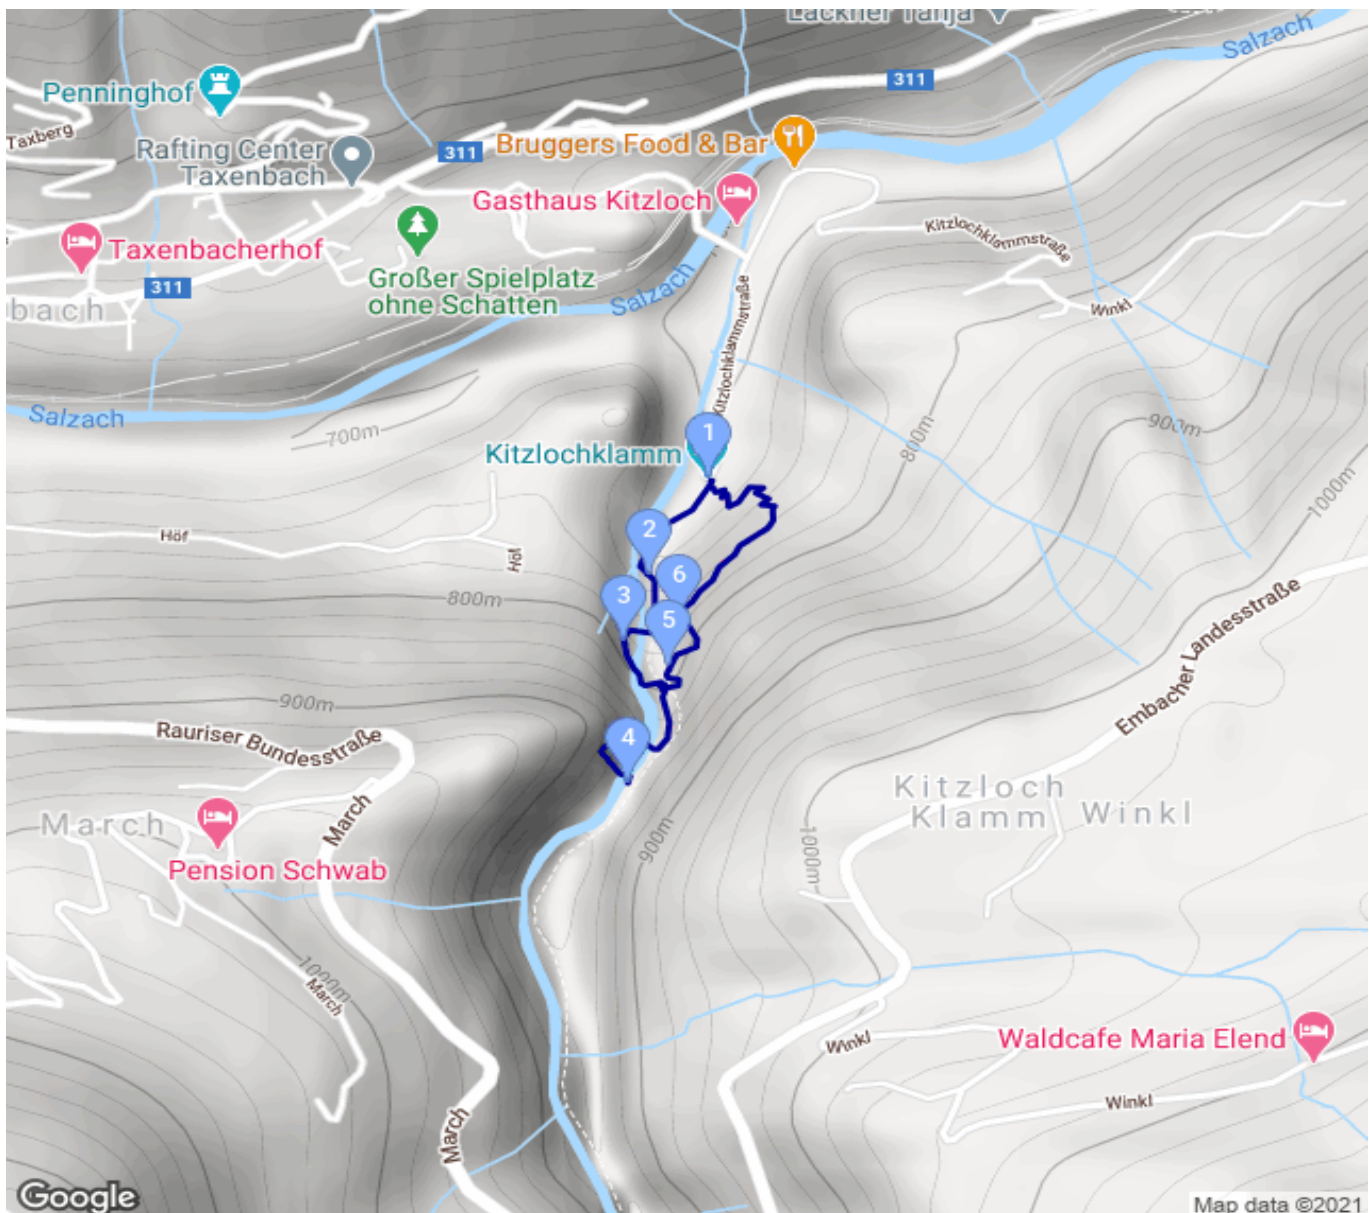 Lackner Tanja
Salzach
311
Penninghof
Taxberg
Rafting Center
Taxenbach
311
Bruggers Food & Bar
Gasthaus Kitzloch
Taxenbacherhof
311
bach
Großer Spielplatz
ohne Schatten
Salzach
Kitzlochklammstraße
Kitzlochklammstraße
Winkl
Salzach
700m
Kitzlochklamm
1
800m
900m
1000m
Höf
Höf
2
6
3
5
800m
4
900m
Rauriser Bundesstraße
March
March
Pension Schwab
900m
1000m
Embacher Landesstraße
Kitzloch
Klamm
Winkl
1000m
March
March
Winkl
Waldcafe Maria Elend
Winkl
Google
Map data ©2021